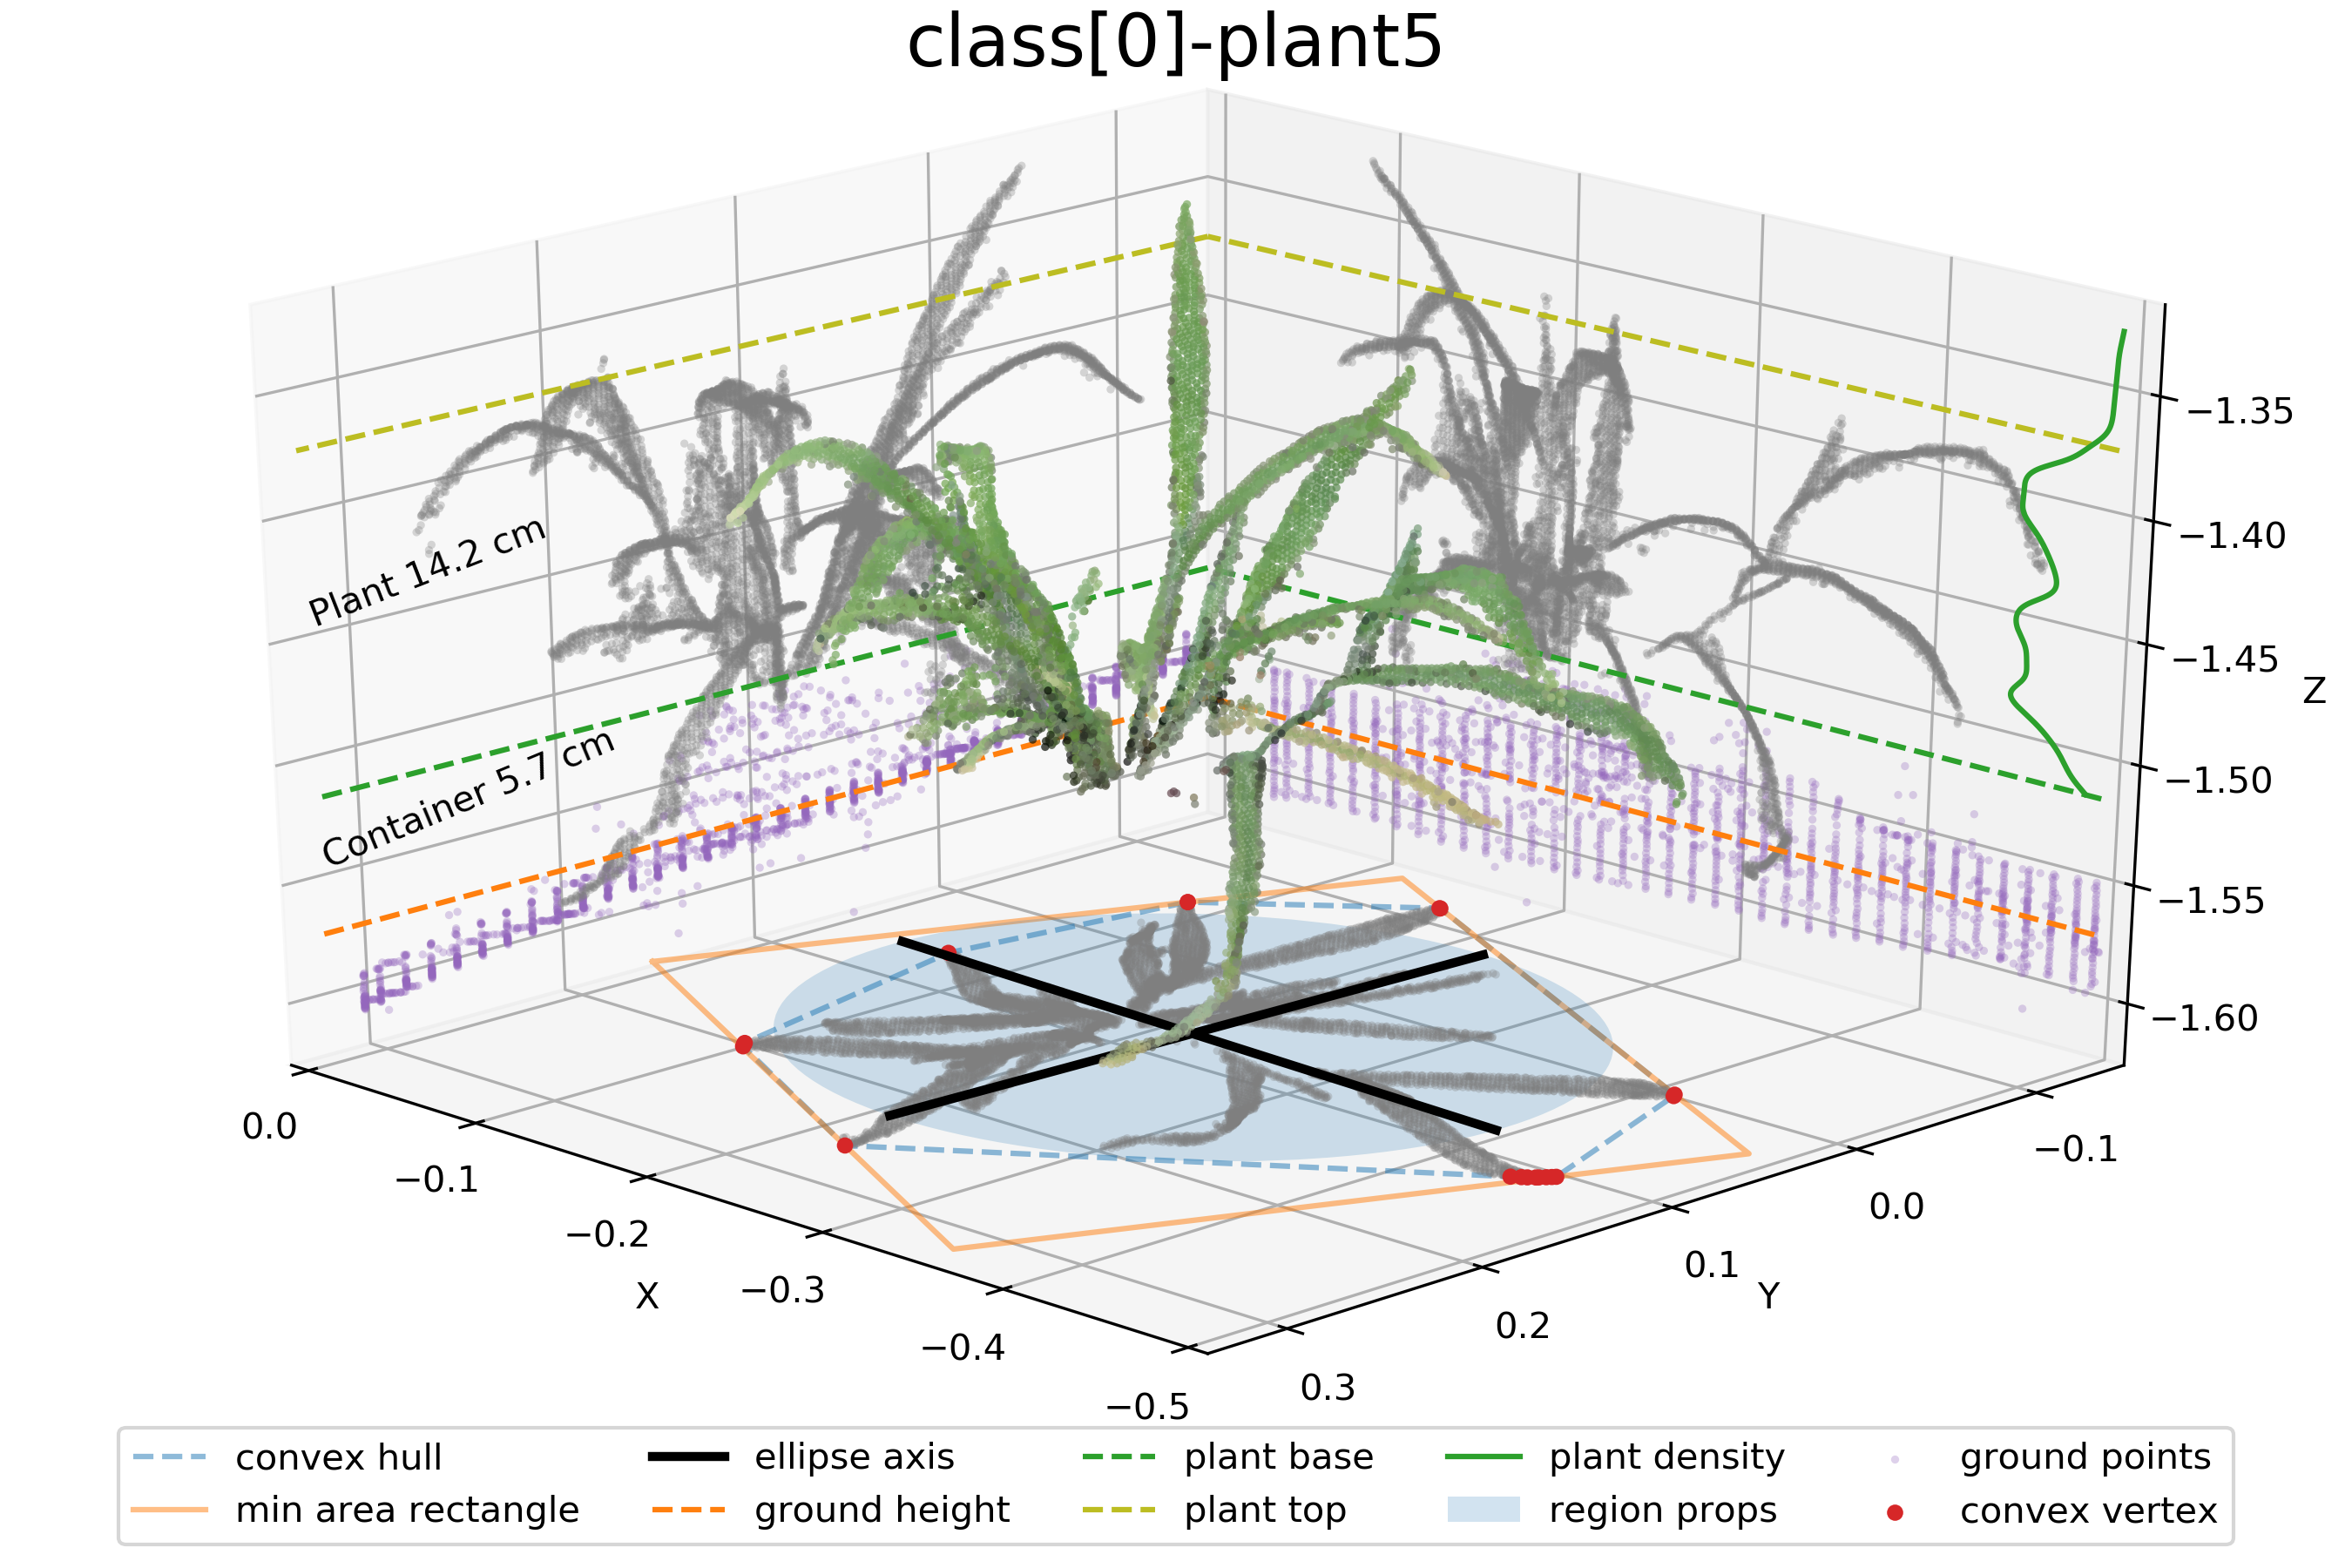 class[0]-plant5
Plant 14.2 cm
Container 5.7 cm
−1.35
−1.40
−1.45
−1.50
−1.55
−1.60
Z
0.0
−0.1
−0.2
−0.3
−0.4
−0.5
X
0.3
0.2
0.1
0.0
−0.1
Y
convex hull
min area rectangle
ellipse axis
ground height
plant base
plant top
plant density
region props
ground points
convex vertex